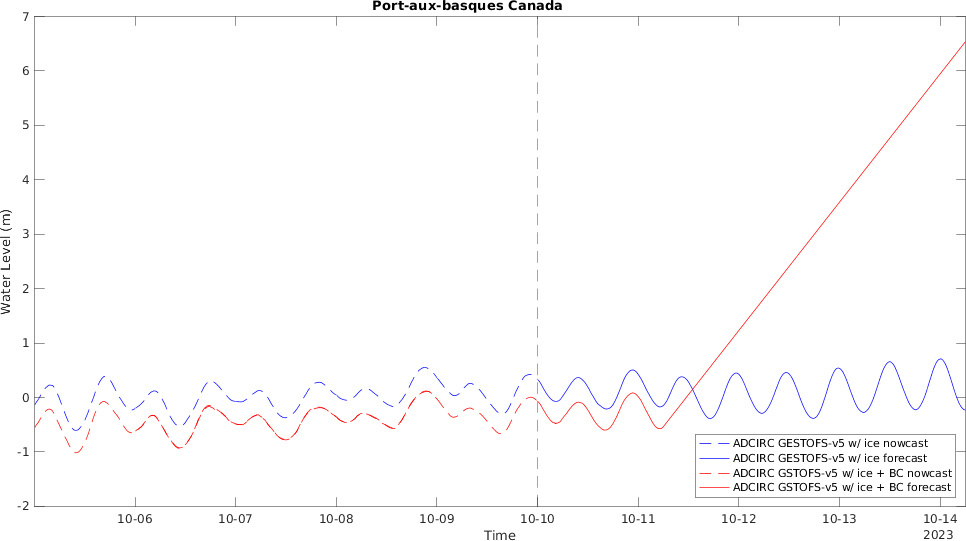 Port-aux-basques Canada
7
6
5
4
3
2
1
0
-1
-2
Water Level (m)
10-06
10-07
10-08
10-09
10-10
10-11
10-12
10-13
10-14
Time
2023
ADCIRC GESTOFS-v5 w/ ice nowcast
ADCIRC GESTOFS-v5 w/ ice forecast
ADCIRC GSTOFS-v5 w/ ice + BC nowcast
ADCIRC GSTOFS-v5 w/ ice + BC forecast